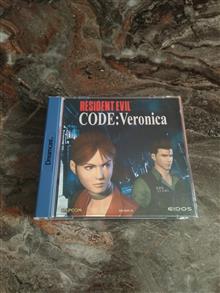 RESIDENT EVIL
CODE: Veronica
Dreamcast
CAPCOM
EIDOS